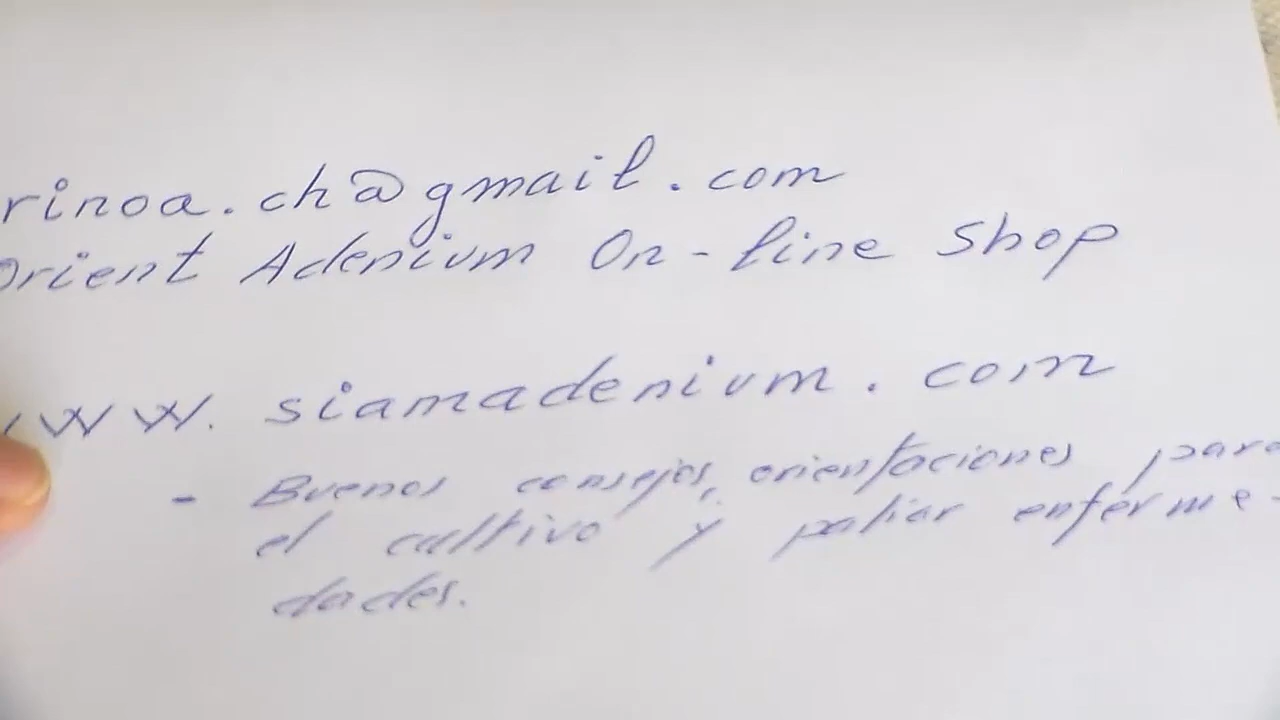 rinoa.ch@gmail.com
Orient Adenium On-line Shop
www.siamadenium.com
- Buenos consejos, orientaciones para
el cultivo y paliar enferme-
dades.